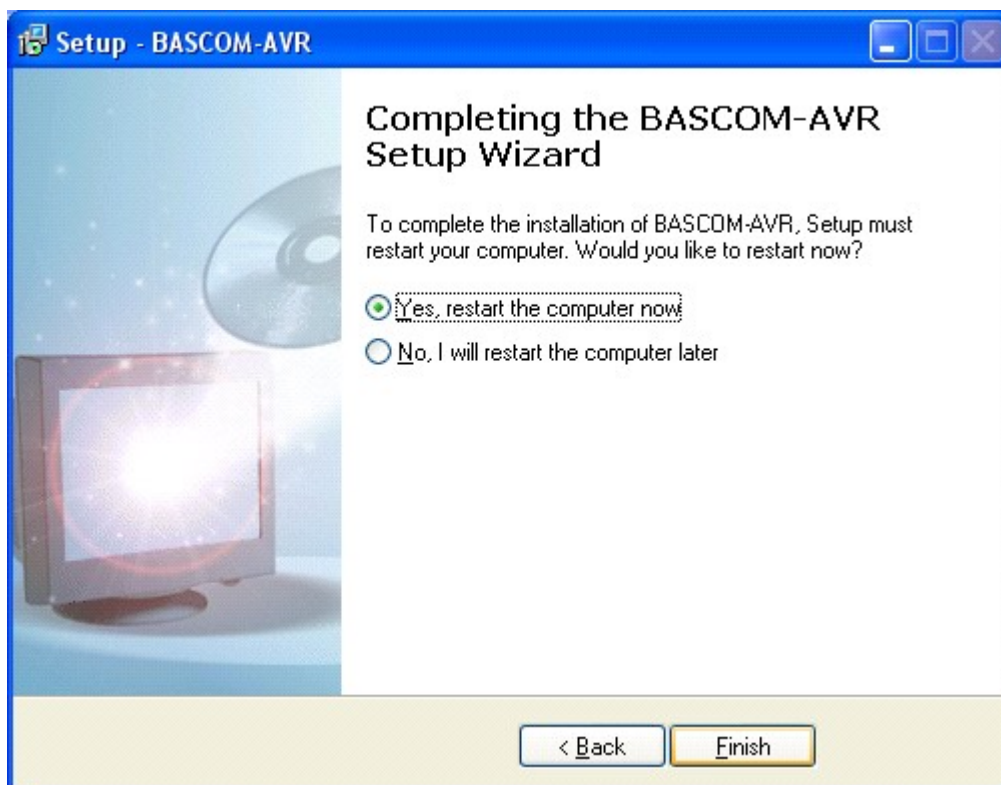 Setup - BASCOM-AVR
Completing the BASCOM-AVR
Setup Wizard
To complete the installation of BASCOM-AVR, Setup must
restart your computer. Would you like to restart now?
Yes, restart the computer now
No, I will restart the computer later
< Back
Finish